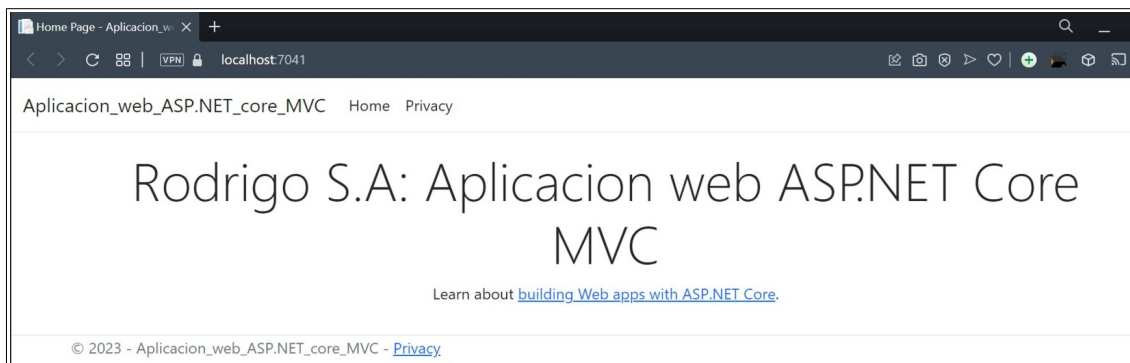 Home Page - Aplicacion_w
VPN localhost:7041
Aplicacion_web_ASP.NET_core_MVC Home Privacy
Rodrigo S.A: Aplicacion web ASP.NET Core
MVC
Learn about building Web apps with ASP.NET Core.
© 2023 - Aplicacion_web_ASP.NET_core_MVC - Privacy